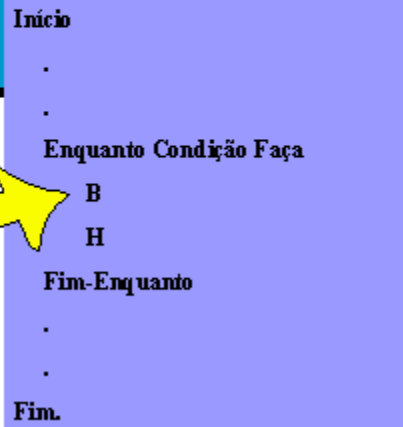 Início
.
.
Enquanto Condição Faça
B
H
Fim-Enquanto
.
.
Fim.